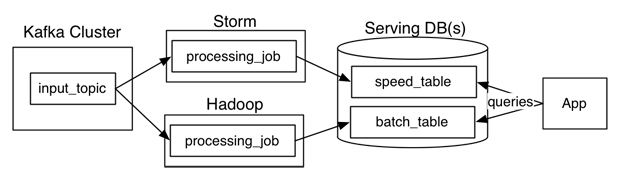 Kafka Cluster
input_topic
Storm
processing_job
Hadoop
processing_job
Serving DB(s)
speed_table
batch_table
queries
App